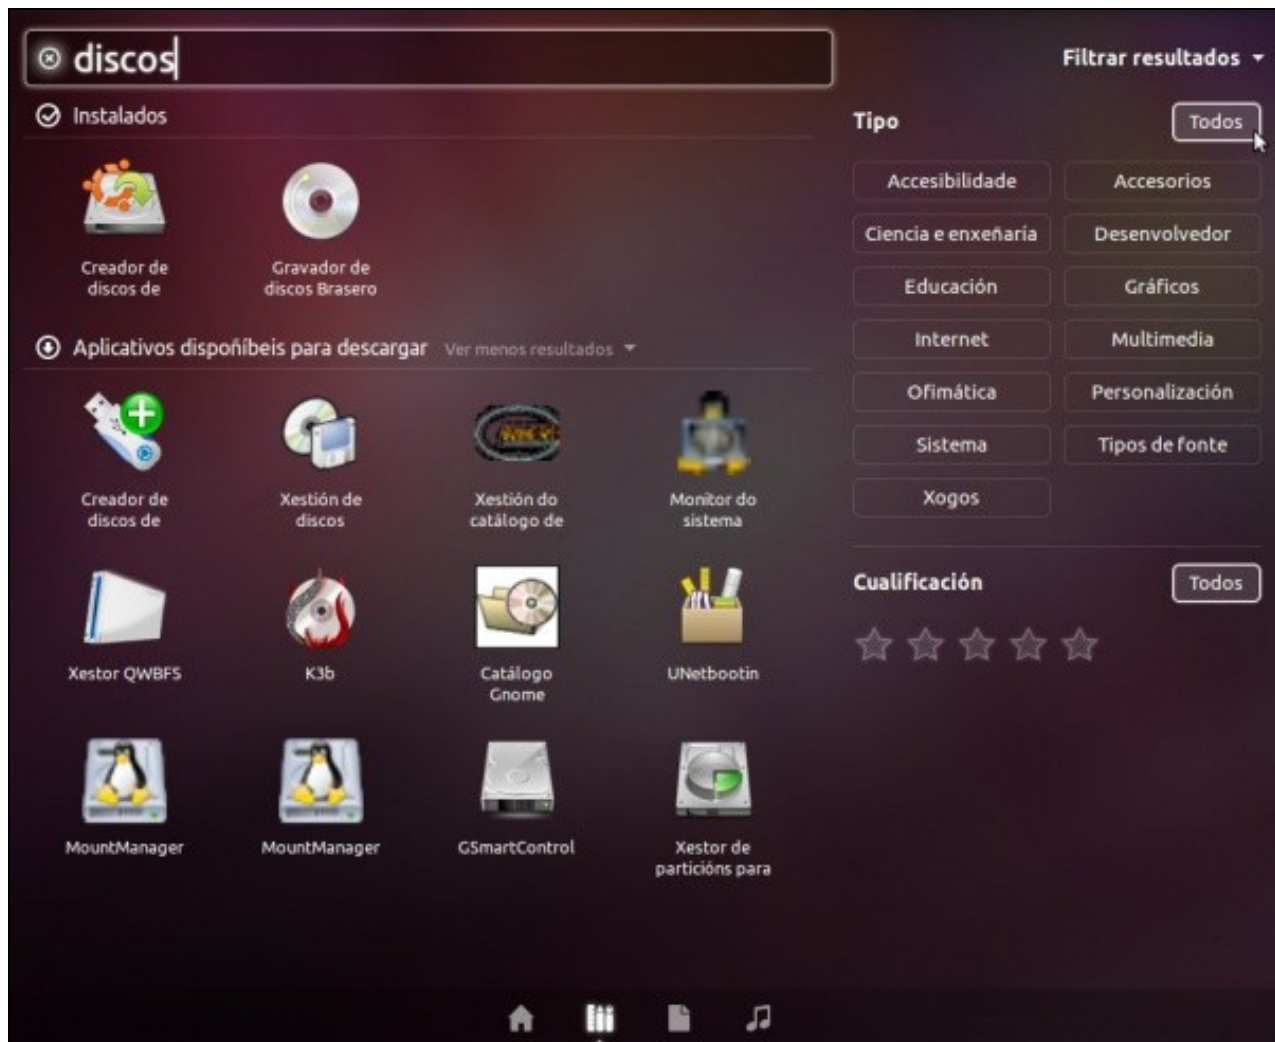 discos
Filtrar resultados
Instalados
Creador de
discos de
Gravador de
discos Brasero
Aplicativos dispoñíbeis para descargar
Ver menos resultados
Creador de
discos de
Xestión de
discos
Xestión do
catálogo de
Monitor do
sistema
Xestor QWBFS
K3b
Catálogo
Gnome
UNetbootin
MountManager
MountManager
GSmartControl
Xestor de
particións para
Tipo
Todos
Accesibilidade
Accesorios
Ciencia e enxeñaría
Desenvolvedor
Educación
Gráficos
Internet
Multimedia
Ofimática
Personalización
Sistema
Tipos de fonte
Xogos
Cualificación
Todos